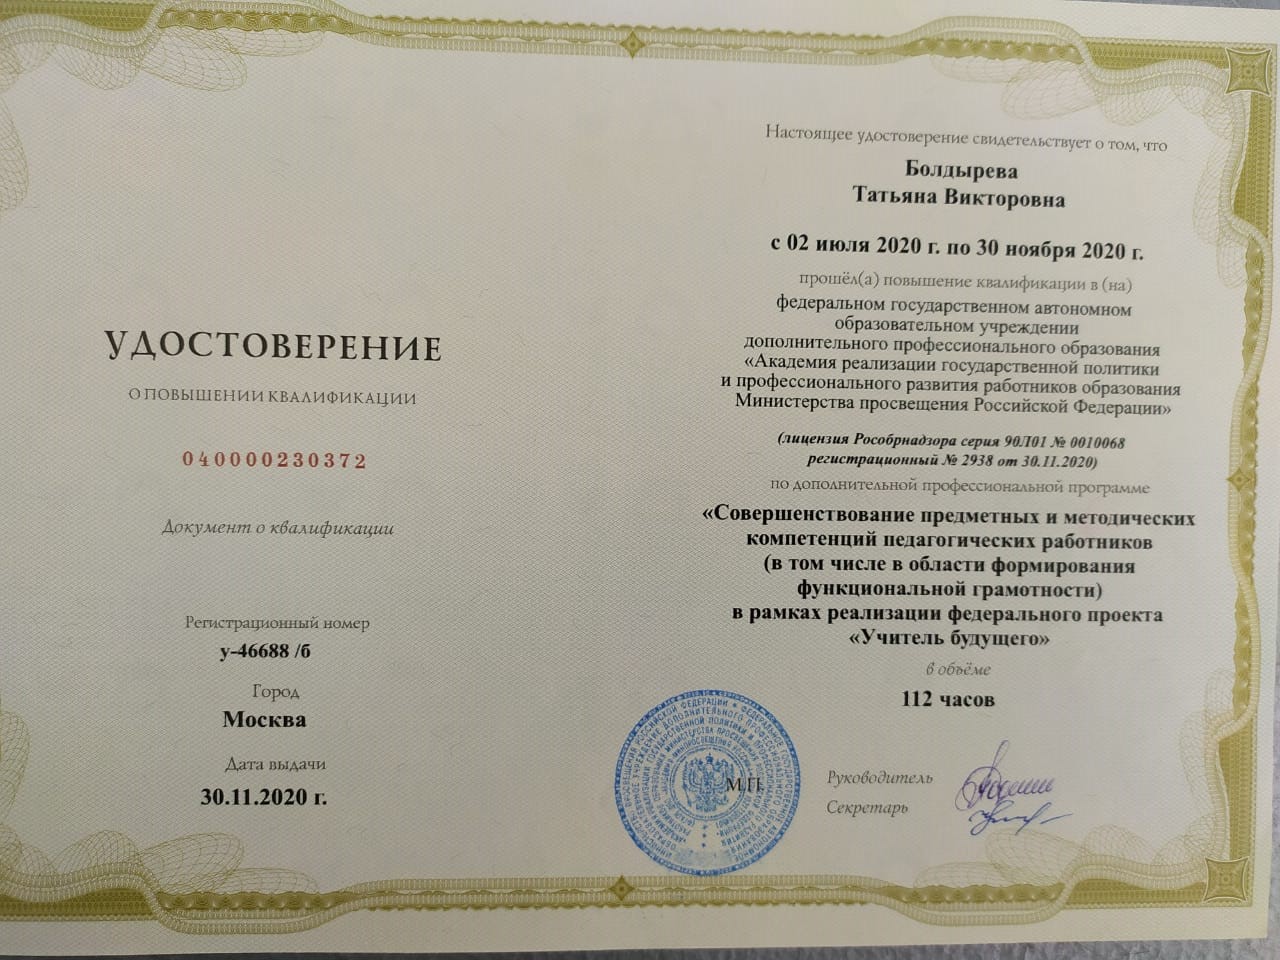 УДОСТОВЕРЕНИЕ
О ПОВЫШЕНИИ КВАЛИФИКАЦИИ
040000230372
Документ о квалификации
Регистрационный номер
у-46688 /б
Город
Москва
Дата выдачи
30.11.2020 г.
Настоящее удостоверение свидетельствует о том, что
Болдырева
Татьяна Викторовна
с 02 июля 2020 г. по 30 ноября 2020 г.
прошёл(а) повышение квалификации в (на)
федеральном государственном автономном
образовательном учреждении
дополнительного профессионального образования
«Академия реализации государственной политики
и профессионального развития работников образования
Министерства просвещения Российской Федерации»
(лицензия Рособрнадзора серия 90Л01 № 0010068
регистрационный № 2938 от 30.11.2020)
по дополнительной профессиональной программе
«Совершенствование предметных и методических
компетенций педагогических работников
(в том числе в области формирования
функциональной грамотности)
в рамках реализации федерального проекта
«Учитель будущего»
в объёме
112 часов
М.П.
Руководитель
Секретарь